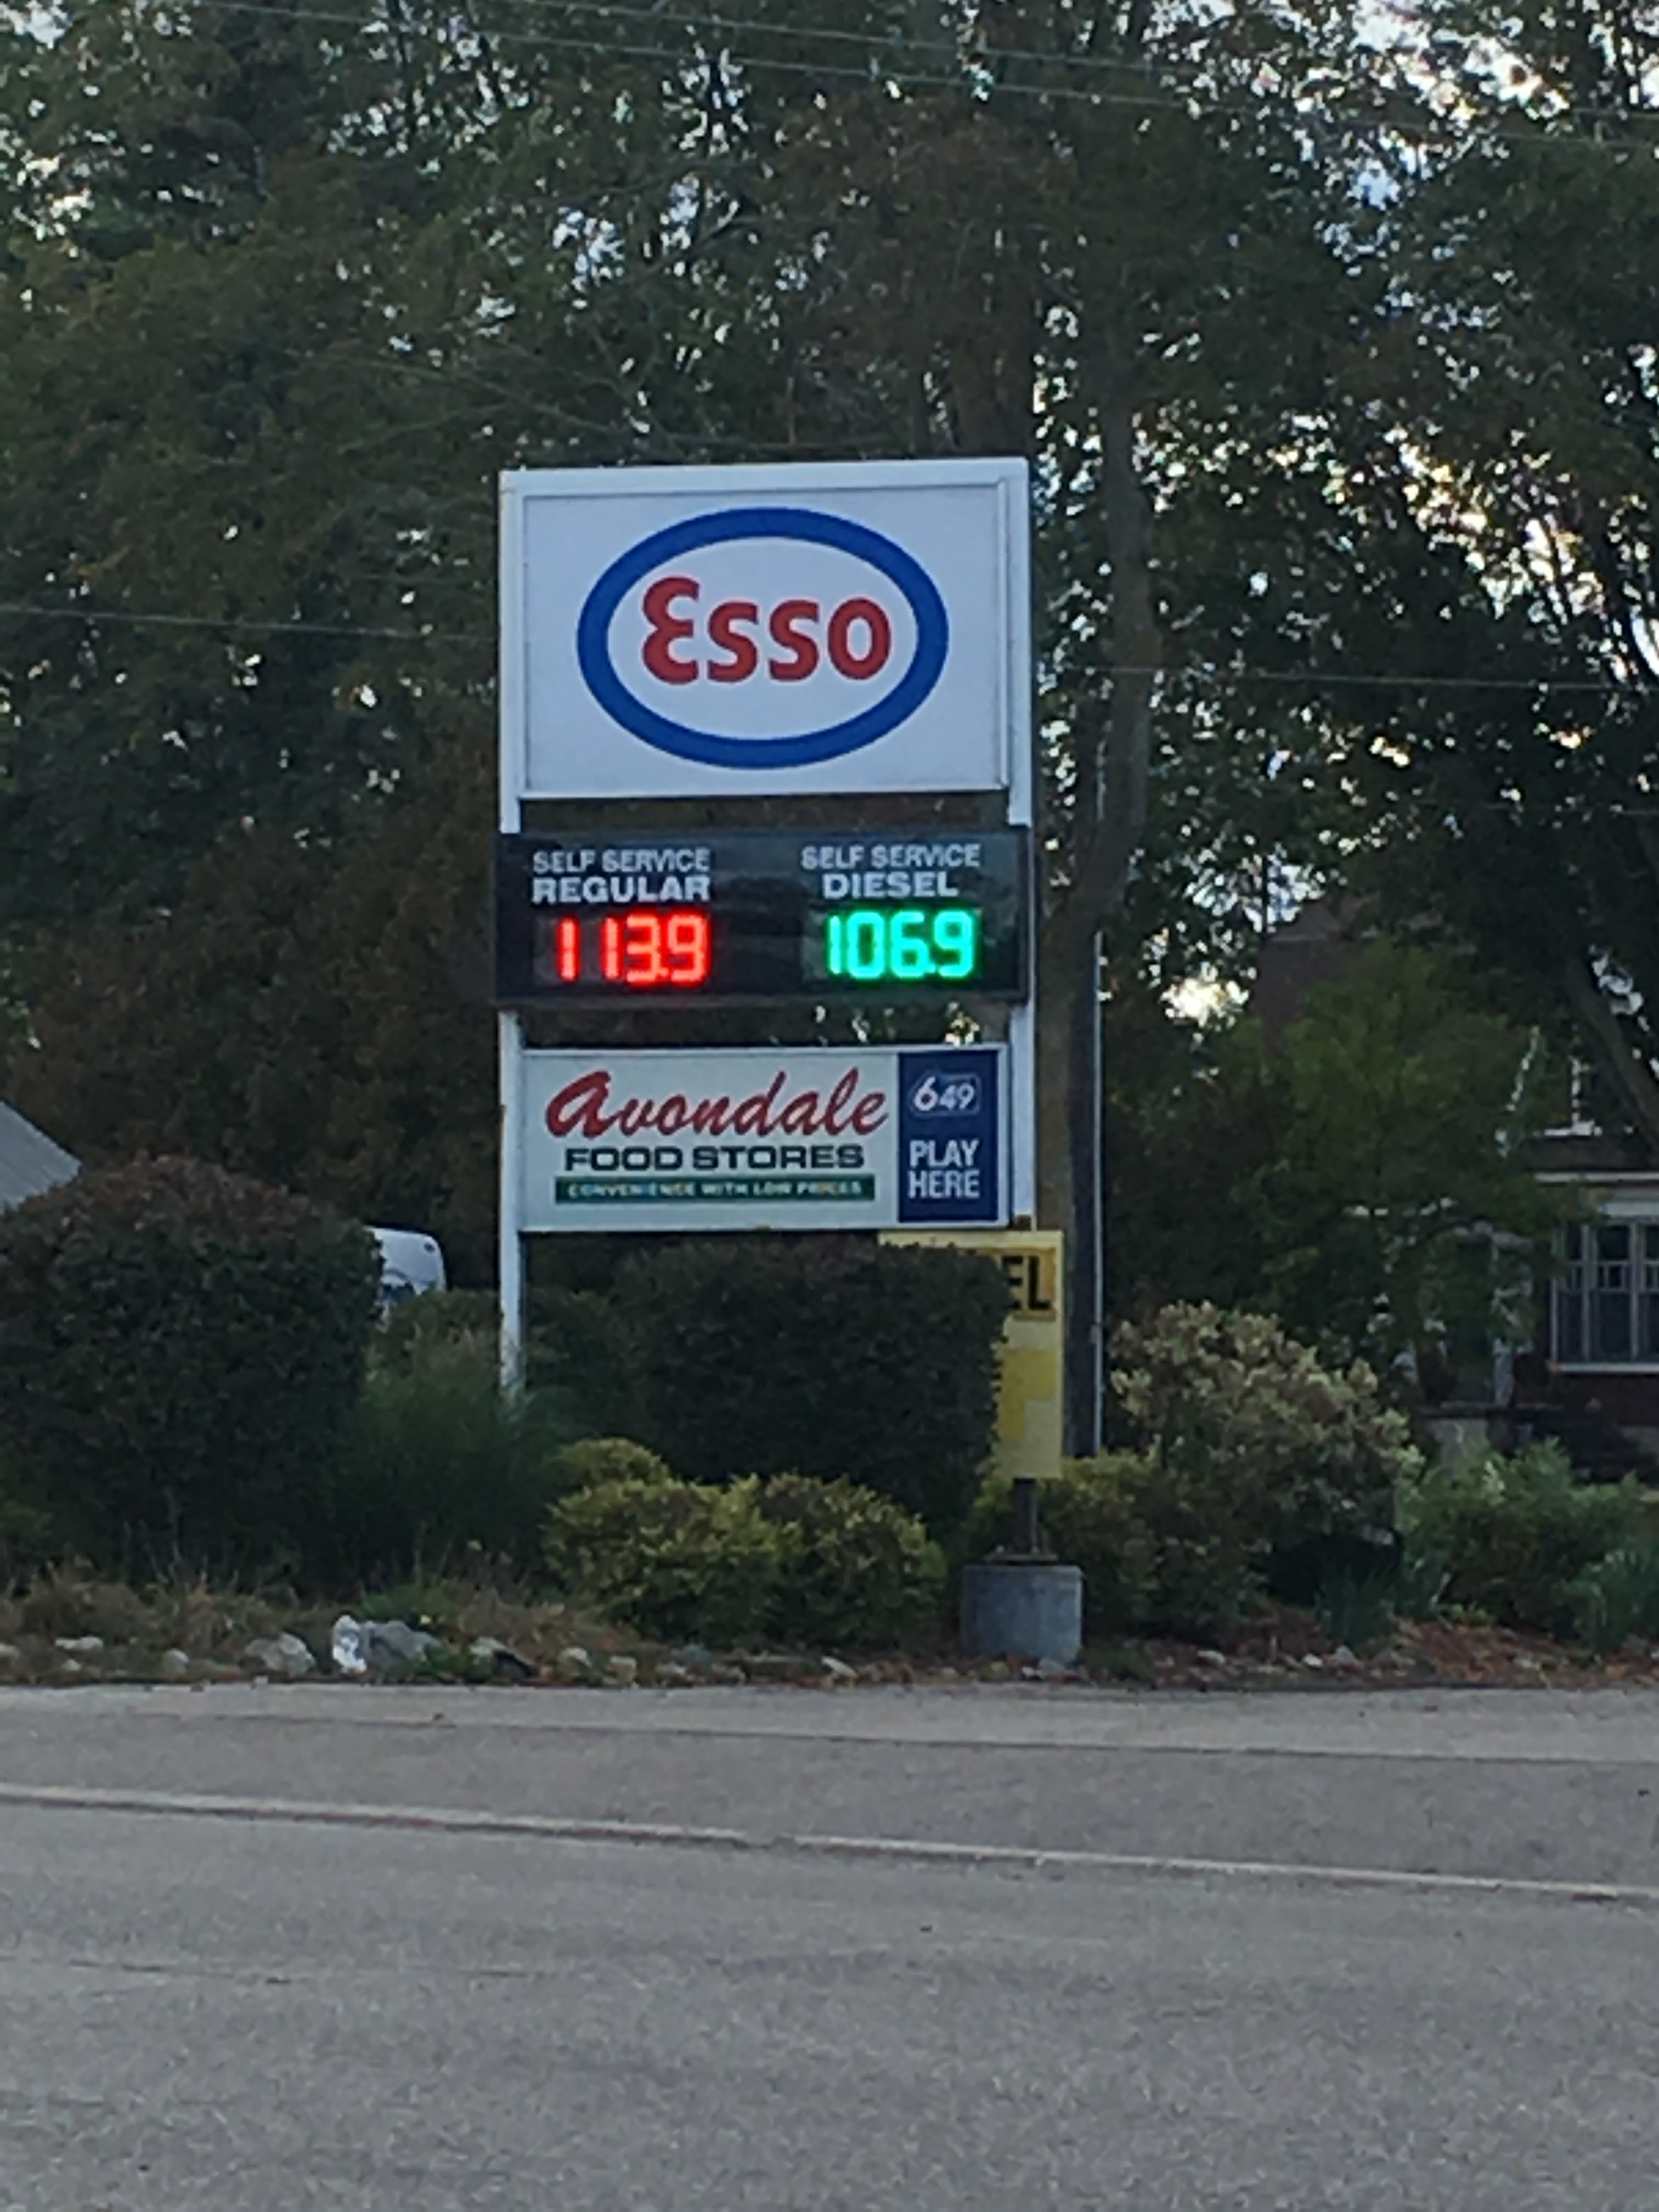 Esso
SELF SERVICE
REGULAR
113.9
SELF SERVICE
DIESEL
106.9
Avondale
FOOD STORES
CONVENIENCE WITH LOW PRICES
649
PLAY
HERE
EL